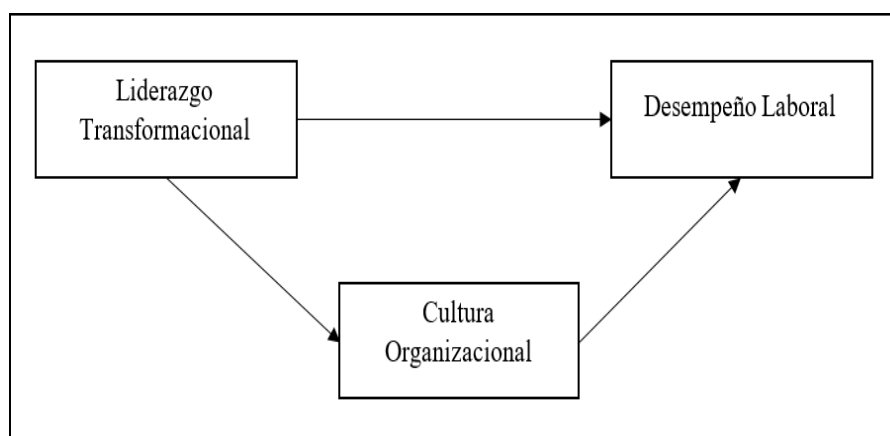 Liderazgo
Transformacional
Desempeño Laboral
Cultura
Organizacional